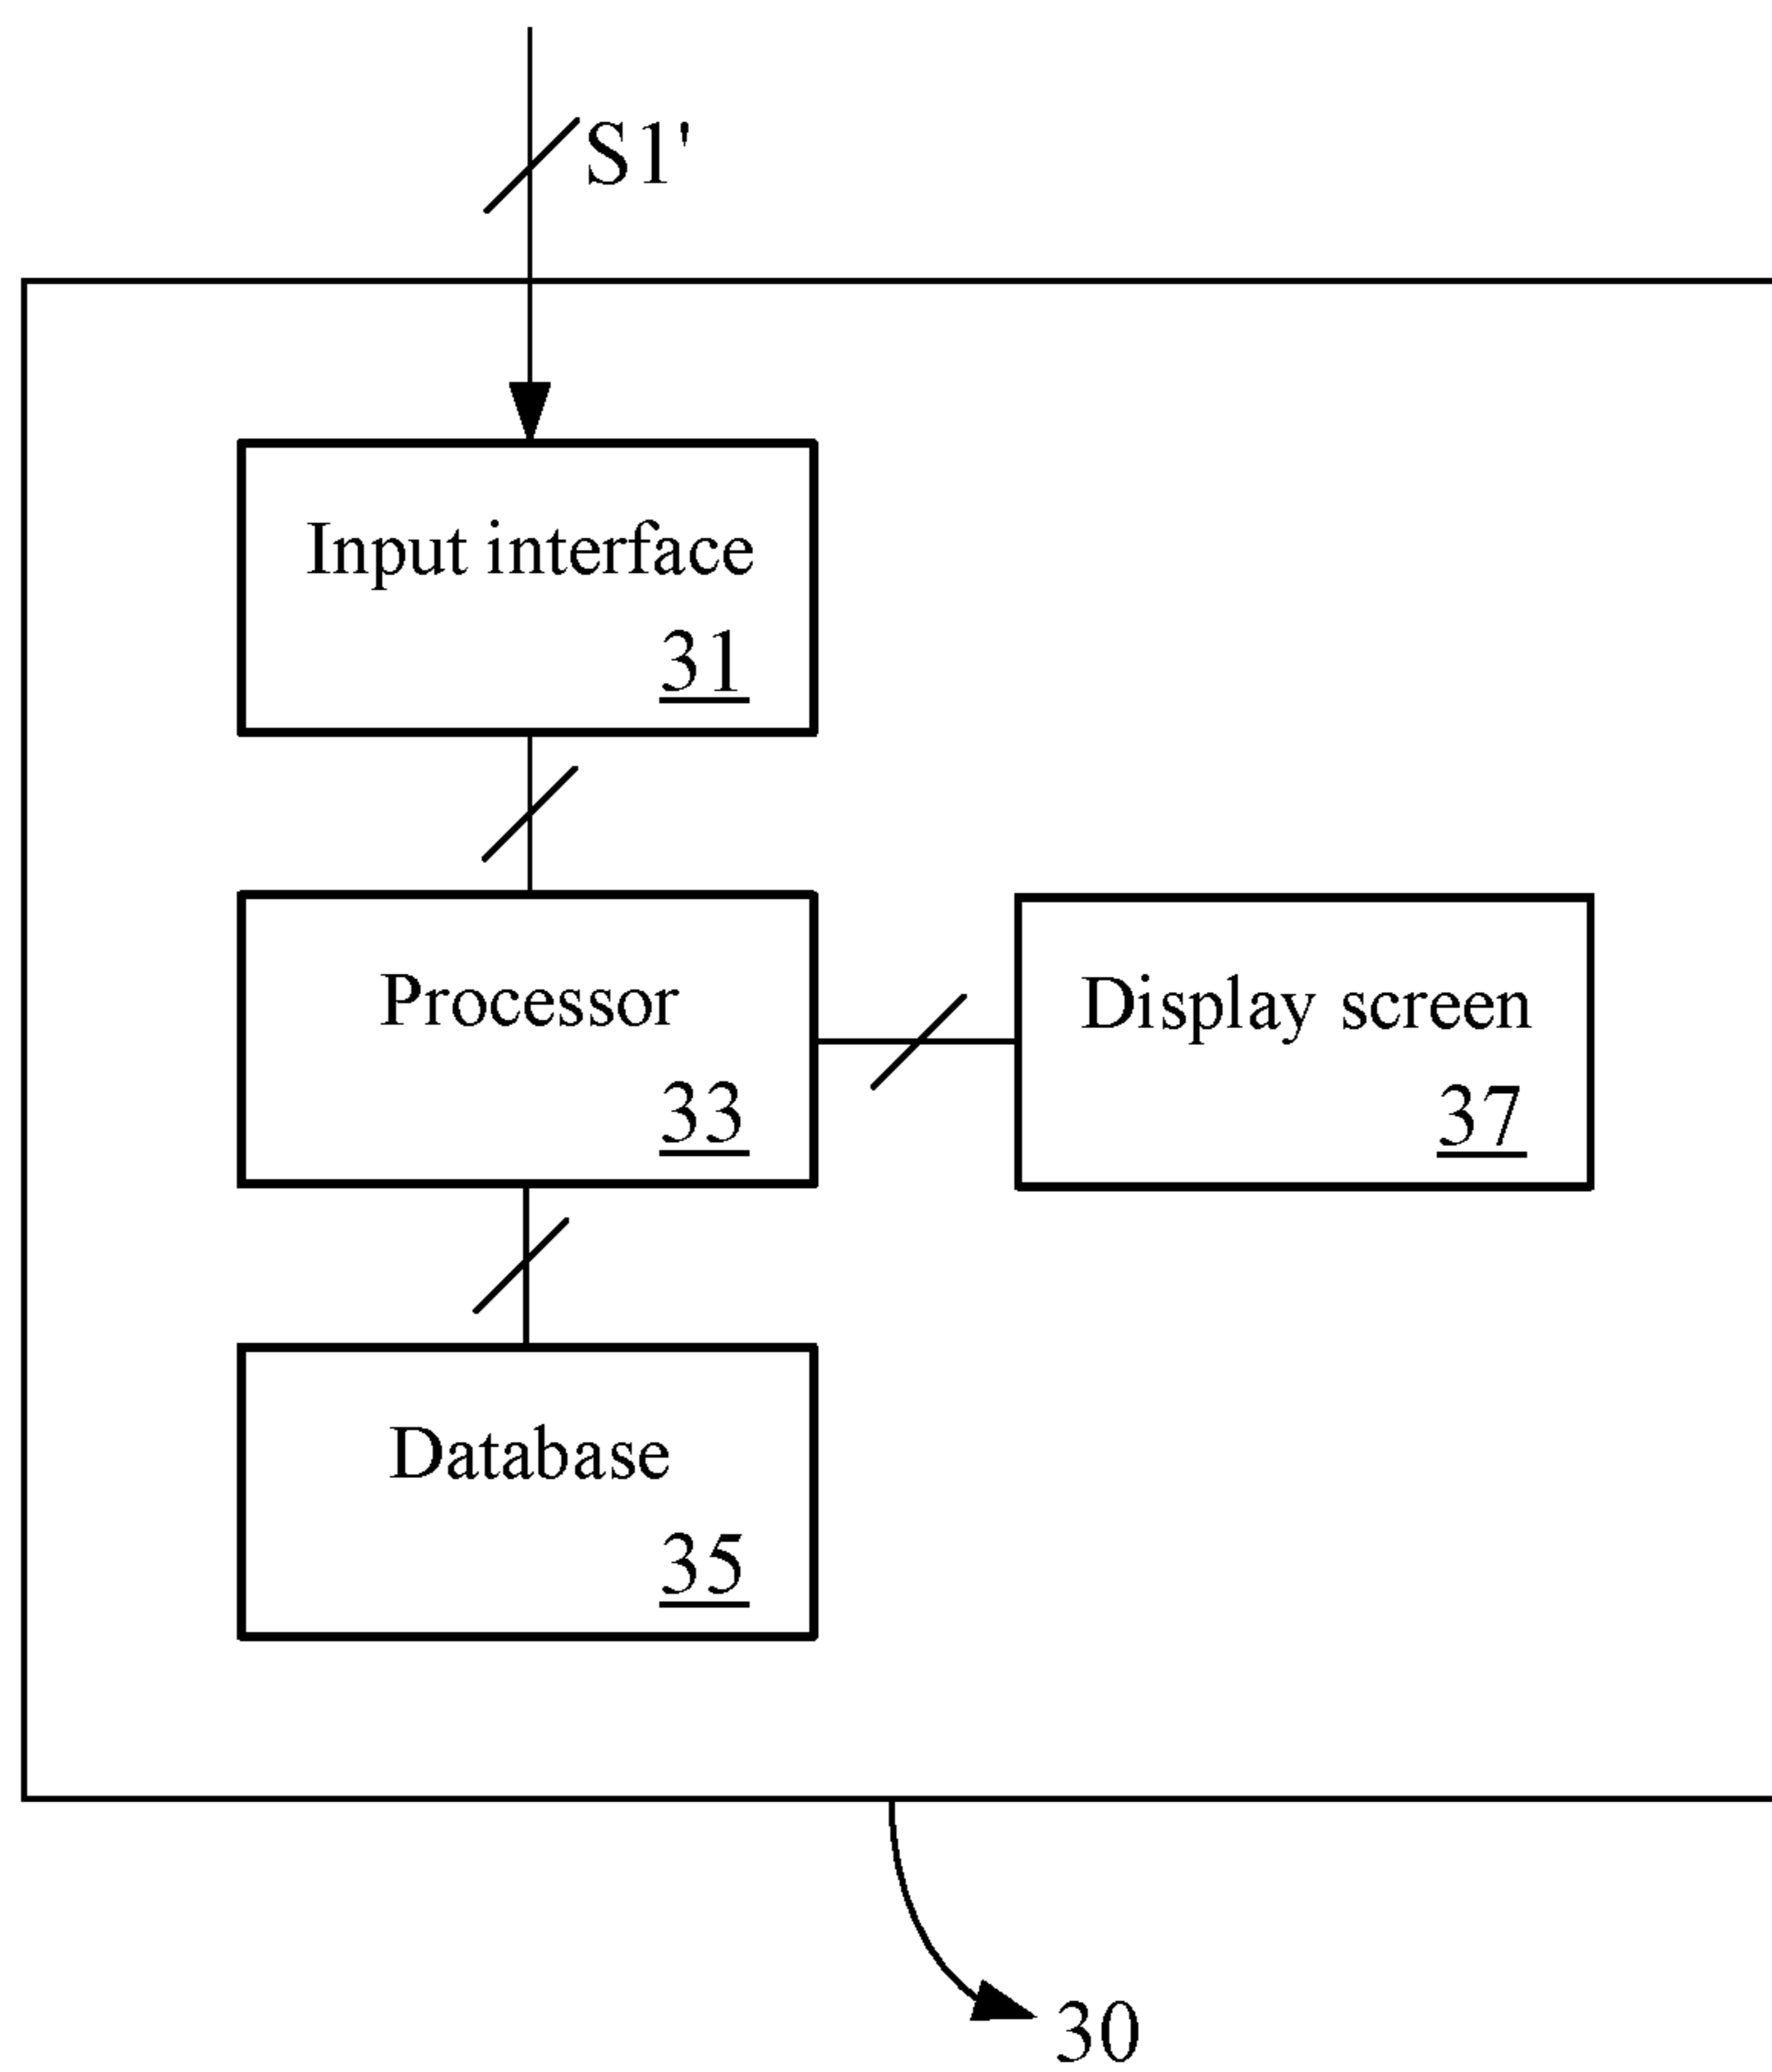 S1'
Input interface
31
Processor
33
Display screen
37
Database
35
30